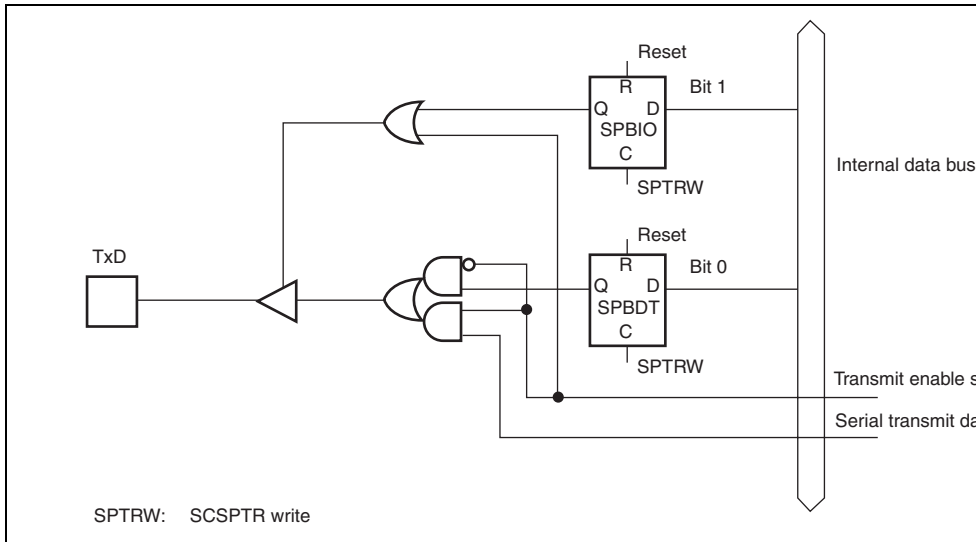 Reset
R
Bit 1
Q D
SPBIO
C
SPTRW
Internal data bus
Reset
TxD
R
Bit 0
Q D
SPBDT
C
SPTRW
Transmit enable s
Serial transmit da
SPTRW: SCSPTR write